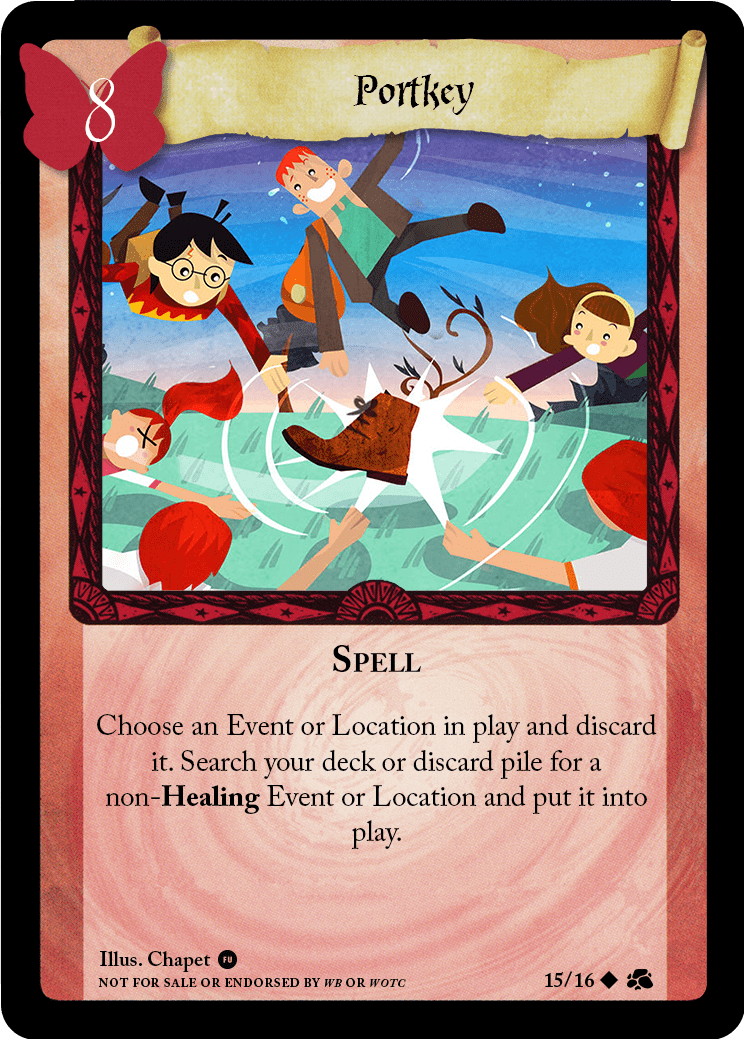 8
Portkey
SPELL
Choose an Event or Location in play and discard
it. Search your deck or discard pile for a
non-Healing Event or Location and put it into
play.
Illus. Chapet FU
NOT FOR SALE OR ENDORSED BY WB OR WOTC
15/16